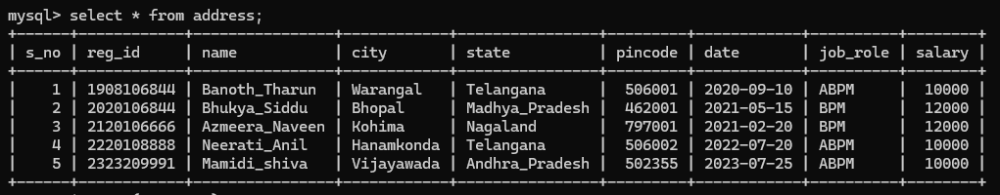 mysql> select * from address;
+------+------------+---------------+------------+----------------+---------+------------+----------+--------+
| s_no | reg_id     | name          | city       | state          | pincode | date       | job_role | salary |
+------+------------+---------------+------------+----------------+---------+------------+----------+--------+
|    1 | 1908106844 | Banoth_Tharun | Warangal   | Telangana      |  506001 | 2020-09-10 | ABPM     |  10000 |
|    2 | 2020106844 | Bhukya_Siddu  | Bhopal     | Madhya_Pradesh |  462001 | 2021-05-15 | BPM      |  12000 |
|    3 | 2120106666 | Azmeera_Naveen | Kohima     | Nagaland       |  797001 | 2021-02-20 | BPM      |  12000 |
|    4 | 2220108888 | Neerati_Anil  | Hanamkonda | Telangana      |  506002 | 2022-07-20 | ABPM     |  10000 |
|    5 | 2323209991 | Mamidi_shiva  | Vijayawada | Andhra_Pradesh |  502355 | 2023-07-25 | ABPM     |  10000 |
+------+------------+---------------+------------+----------------+---------+------------+----------+--------+